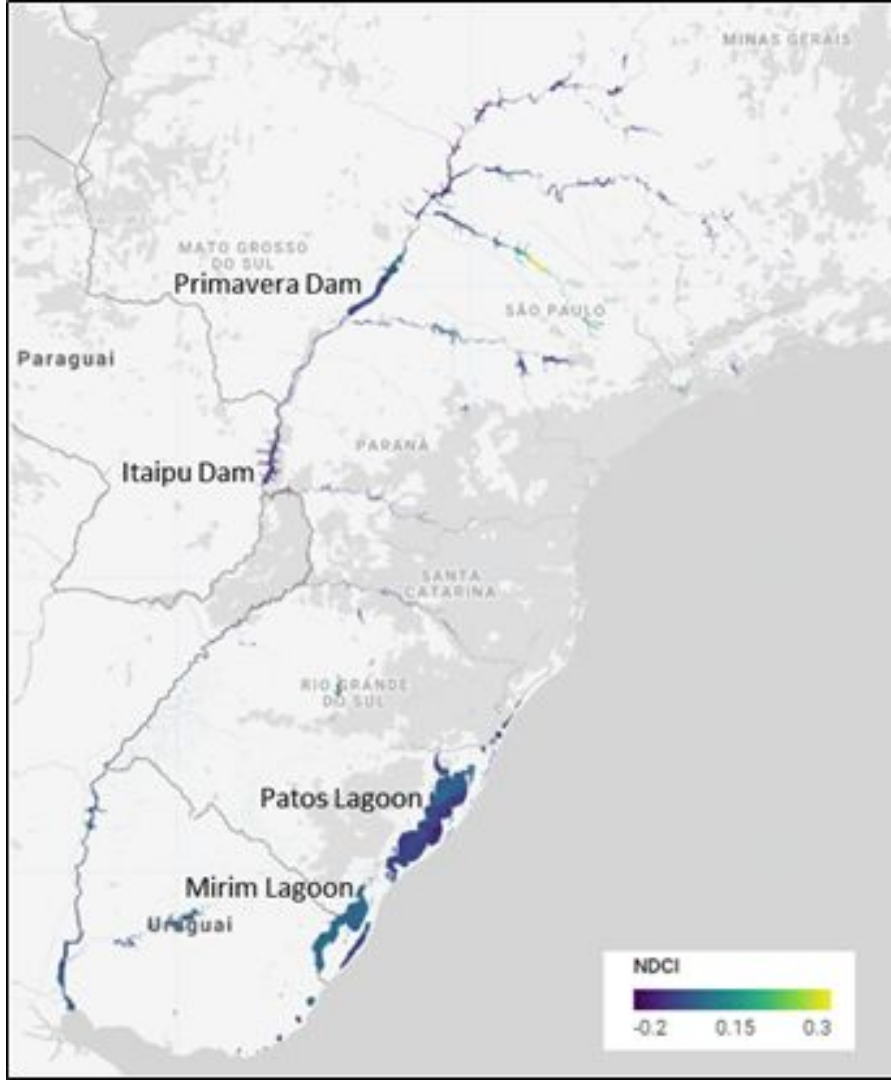 MINAS GERAIS
MATO GROSSO
DO SUL
Primavera Dam
SÃO PAULO
Paraguai
PARANÁ
Itaipu Dam
SANTA
CATARINA
RIO GRANDE
DO SUL
Patos Lagoon
Mirim Lagoon
Uruguai
NDCI
-0.2 0.15 0.3